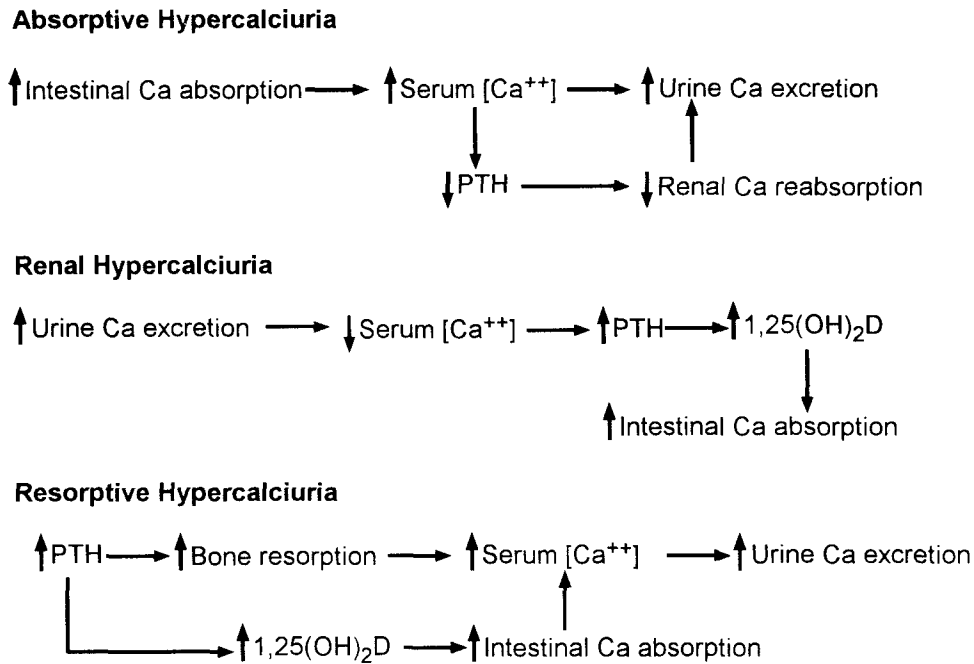 Absorptive Hypercalciuria
↑Intestinal Ca absorption → ↑Serum [Ca⁺⁺] → ↑Urine Ca excretion
↓PTH → ↓Renal Ca reabsorption
Renal Hypercalciuria
↑Urine Ca excretion → ↓Serum [Ca⁺⁺] → ↑PTH → ↑1,25(OH)₂D
↑Intestinal Ca absorption
Resorptive Hypercalciuria
↑PTH → ↑Bone resorption → ↑Serum [Ca⁺⁺] → ↑Urine Ca excretion
↑1,25(OH)₂D → ↑Intestinal Ca absorption